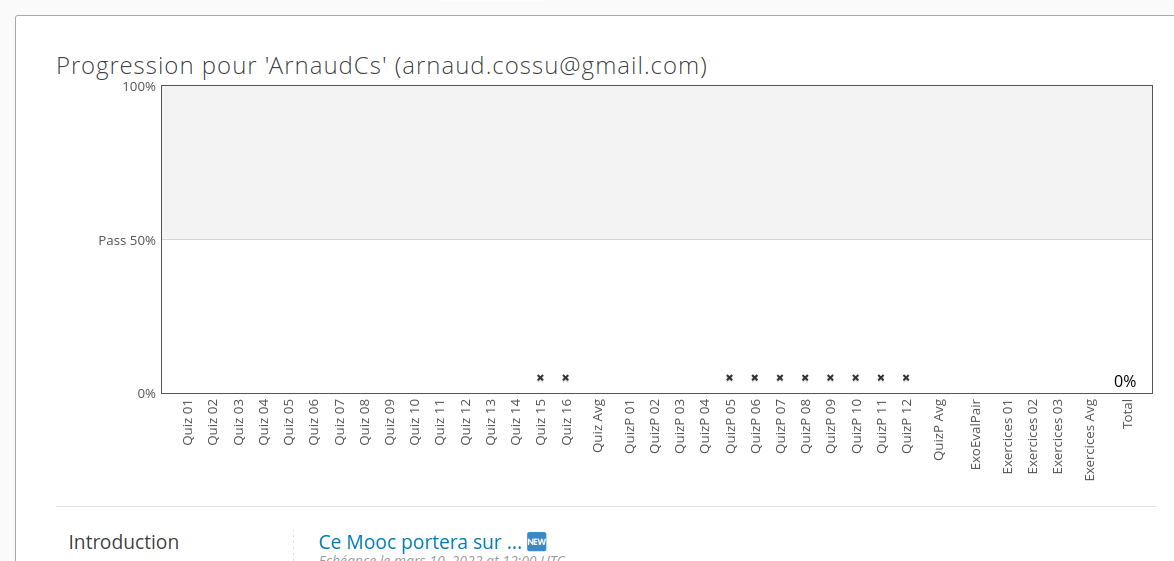 Progression pour 'ArnaudCs' (arnaud.cossu@gmail.com)
100%
Pass 50%
0%
0%
Quiz 01
Quiz 02
Quiz 03
Quiz 04
Quiz 05
Quiz 06
Quiz 07
Quiz 08
Quiz 09
Quiz 10
Quiz 11
Quiz 12
Quiz 13
Quiz 14
Quiz 15
Quiz 16
Quiz Avg
QuizP 01
QuizP 02
QuizP 03
QuizP 04
QuizP 05
QuizP 06
QuizP 07
QuizP 08
QuizP 09
QuizP 10
QuizP 11
QuizP 12
QuizP Avg
ExoEvalPair
Exercices 01
Exercices 02
Exercices 03
Exercices Avg
Total
Introduction
Ce Mooc portera sur ... NEW
Echéance le mars 10, 2022 at 12:00 UTC